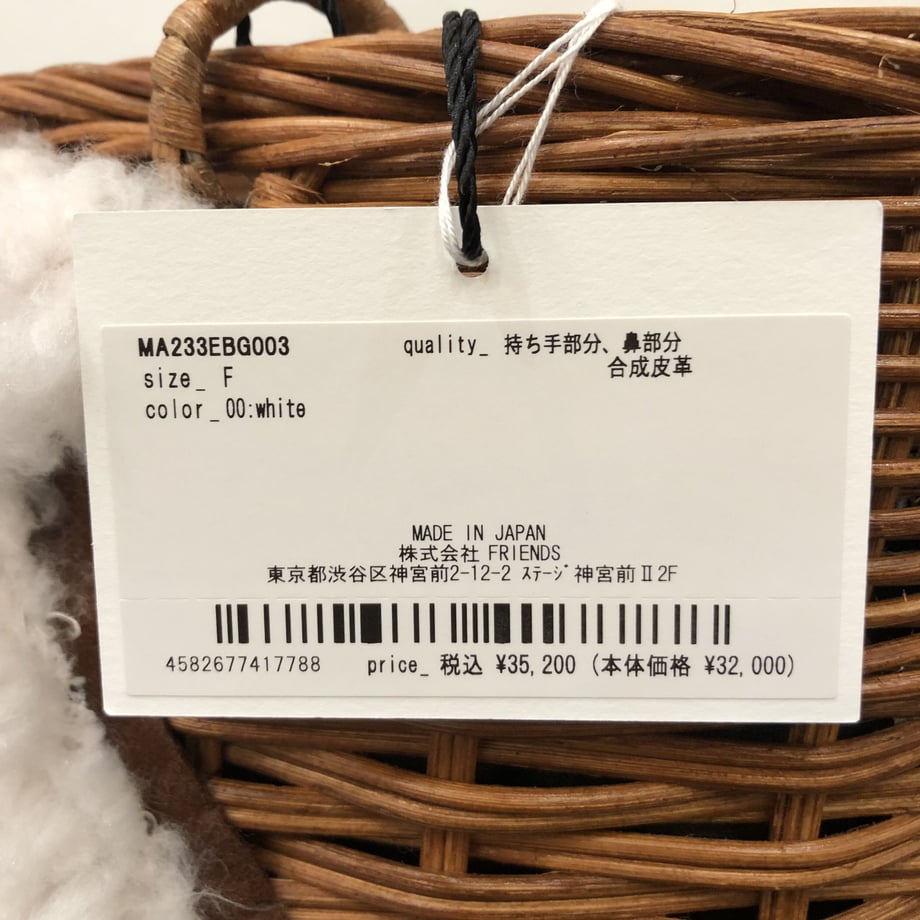 MA233EBG003
size_ F
color_00:white
quality_ 持ち手部分、鼻部分
合成皮革
MADE IN JAPAN
株式会社 FRIENDS
東京都渋谷区神宮前2-12-2 ｽﾃｰｼﾞ神宮前Ⅱ2F
4582677417788 price_ 税込 ¥35,200 (本体価格 ¥32,000)